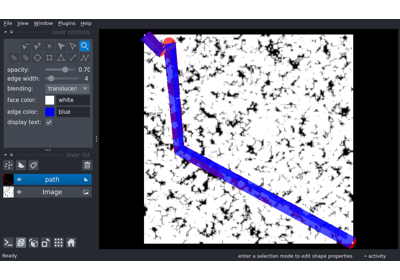 File View Window Plugins Help
layer controls
opacity: 0.70
edge width: 4
blending: translucen
face color: white
edge color: blue
display text:
layer list
path
Image
Ready enter a selection mode to edit shape properties activity